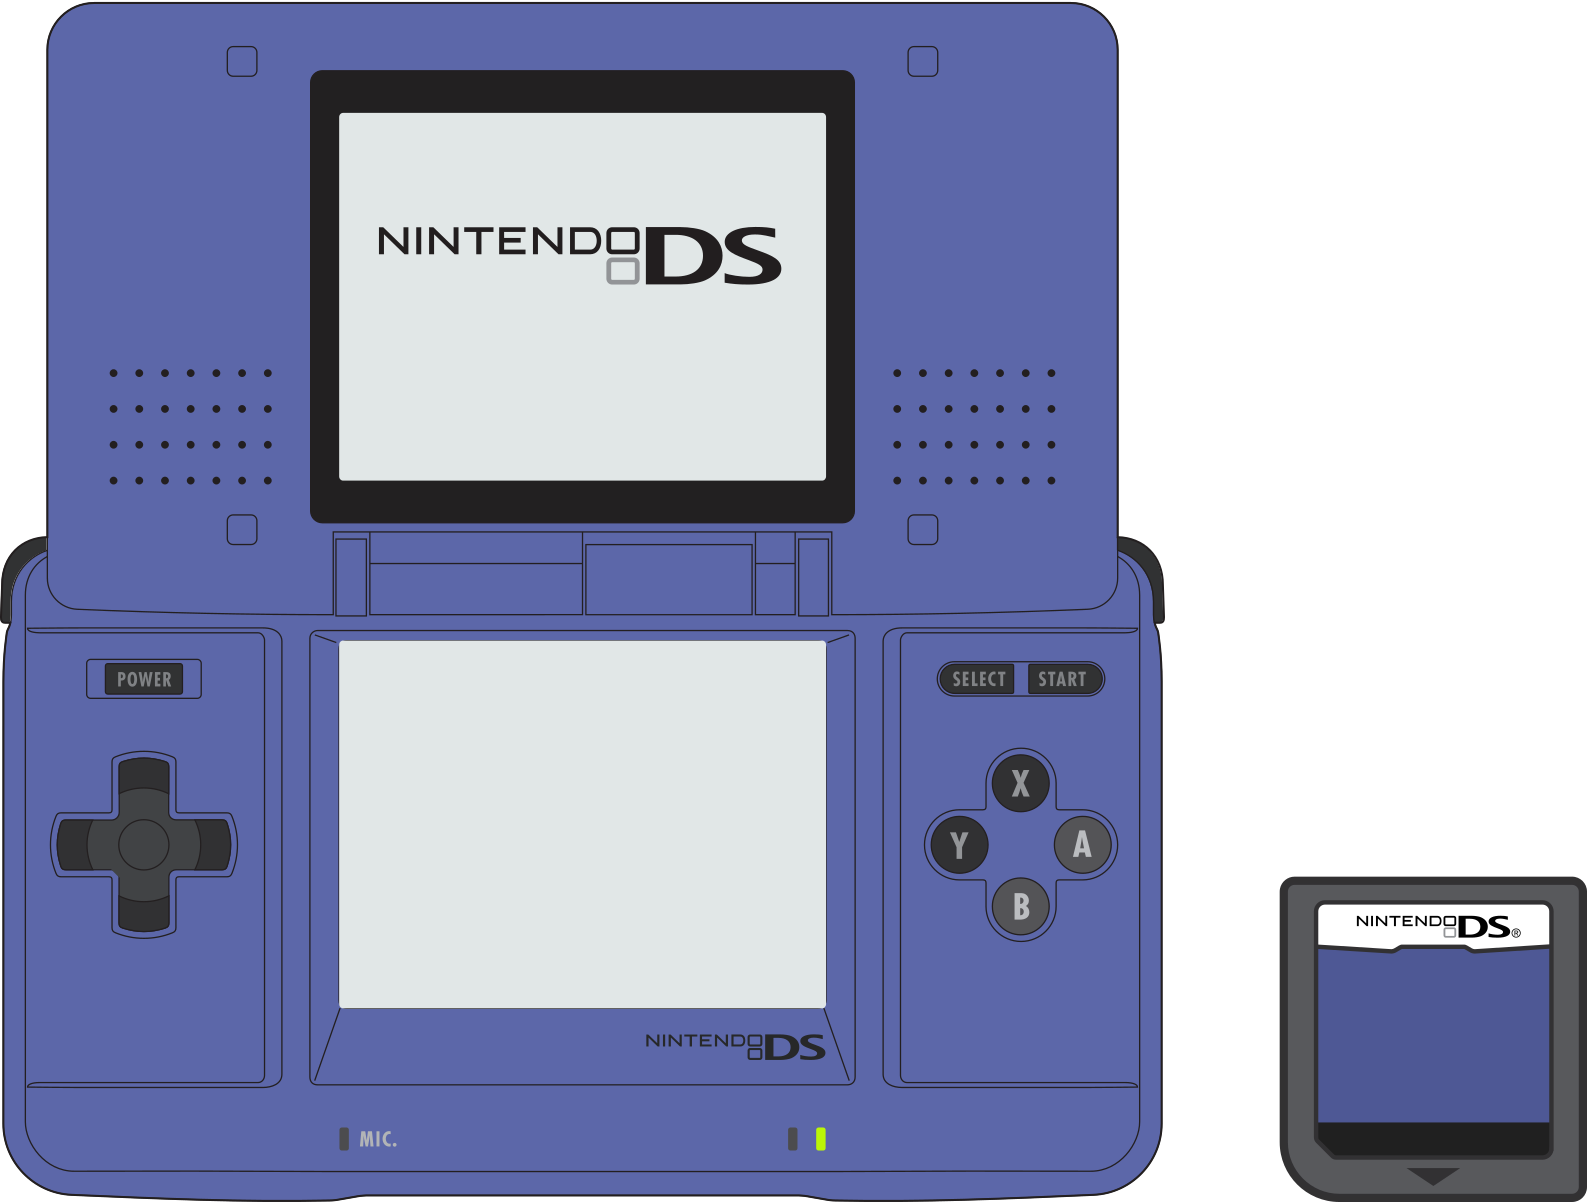 NINTENDO DS
POWER
SELECT START
X
Y A
B
NINTENDO DS
MIC.
NINTENDO DS®